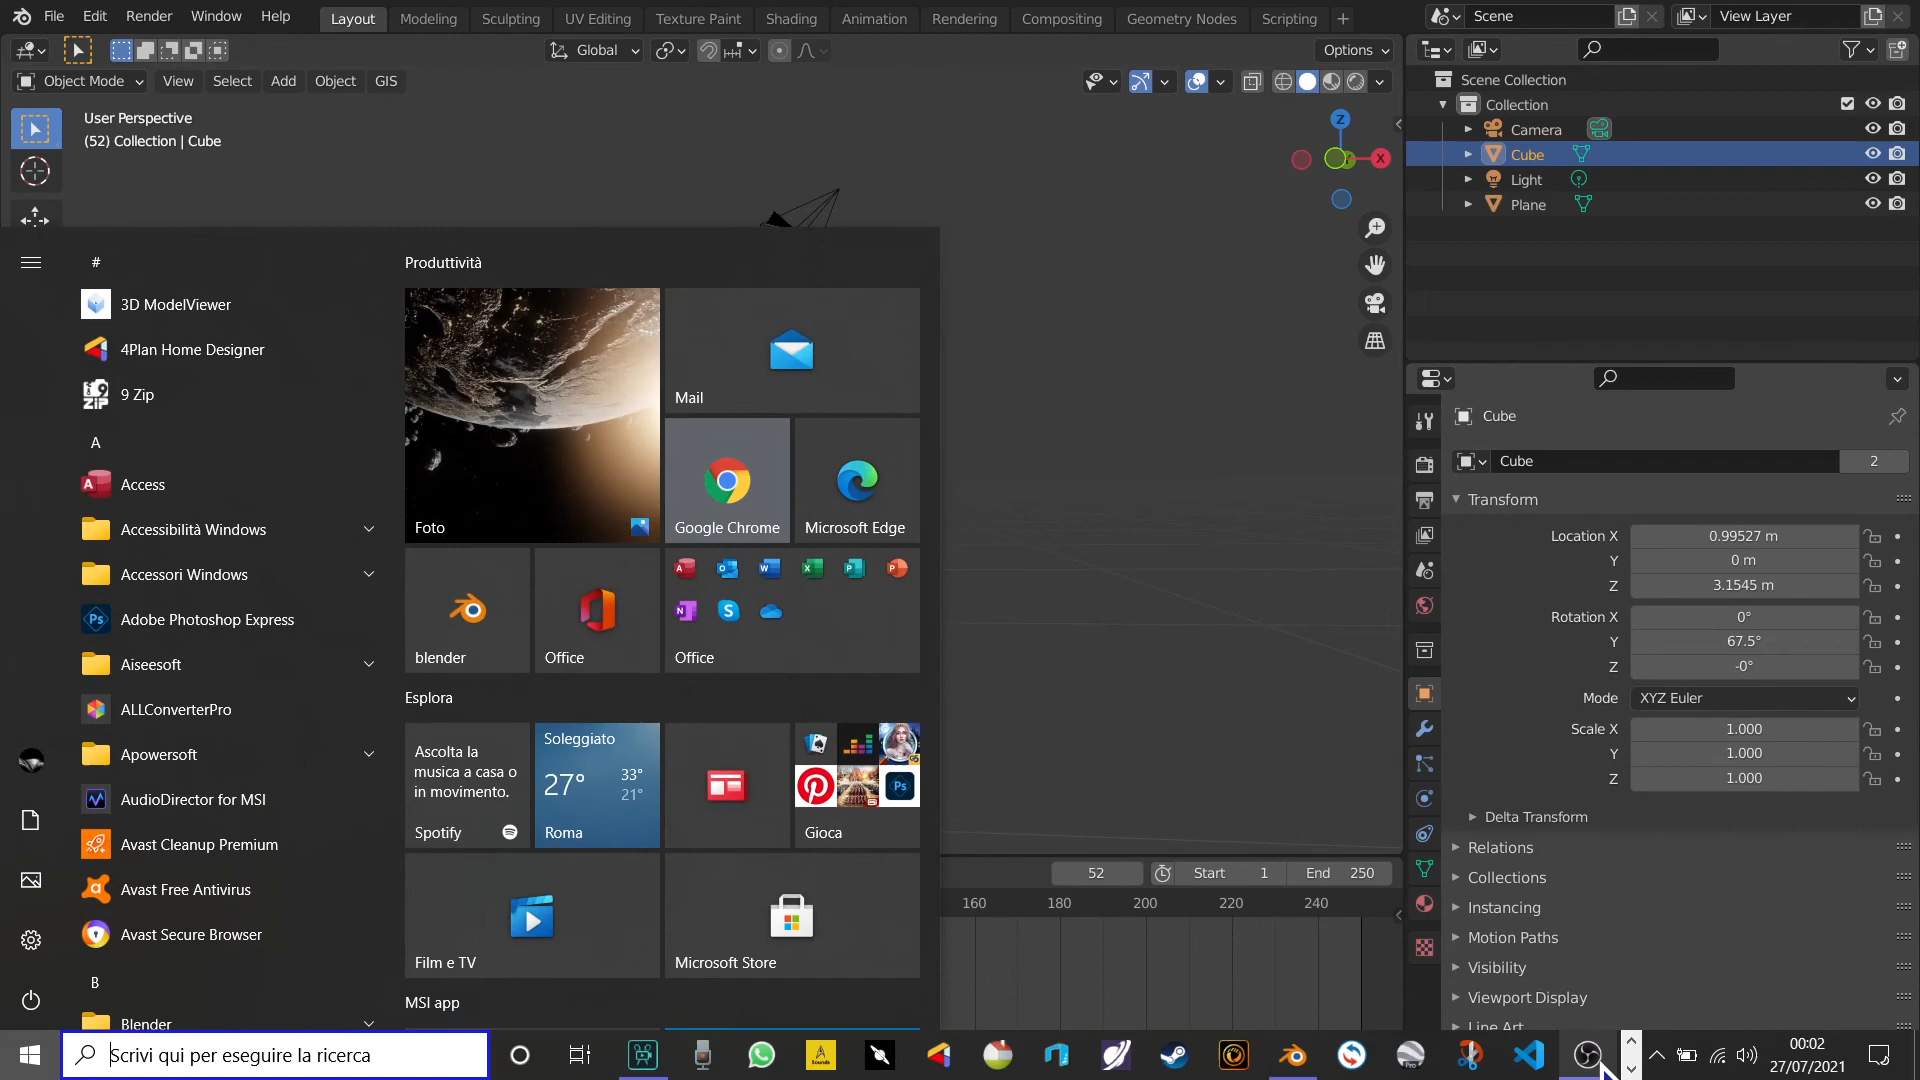 File Edit Render Window Help Layout Modeling Sculpting UV Editing Texture Paint Shading Animation Rendering Compositing Geometry Nodes Scripting + Scene View Layer
Global Options
Object Mode View Select Add Object GIS
User Perspective
(52) Collection | Cube
Z
X
Scene Collection
Collection
Camera
Cube
Light
Plane
#
3D ModelViewer
4Plan Home Designer
9 Zip
A
Access
Accessibilità Windows
Accessori Windows
Adobe Photoshop Express
Aiseesoft
ALLConverterPro
Apowersoft
AudioDirector for MSI
Avast Cleanup Premium
Avast Free Antivirus
Avast Secure Browser
B
Blender
Produttività
Foto
Mail
Google Chrome
Microsoft Edge
blender
Office
Office
Esplora
Ascolta la
musica a casa o
in movimento.
Spotify
Soleggiato
27° 33°
21°
Roma
Gioca
Film e TV
Microsoft Store
MSI app
52 Start 1 End 250
160 180 200 220 240
Cube
Cube 2
Transform
Location X 0.99527 m
Y 0 m
Z 3.1545 m
Rotation X 0°
Y 67.5°
Z -0°
Mode XYZ Euler
Scale X 1.000
Y 1.000
Z 1.000
Delta Transform
Relations
Collections
Instancing
Motion Paths
Visibility
Viewport Display
Line Art
Scrivi qui per eseguire la ricerca
00:02
27/07/2021